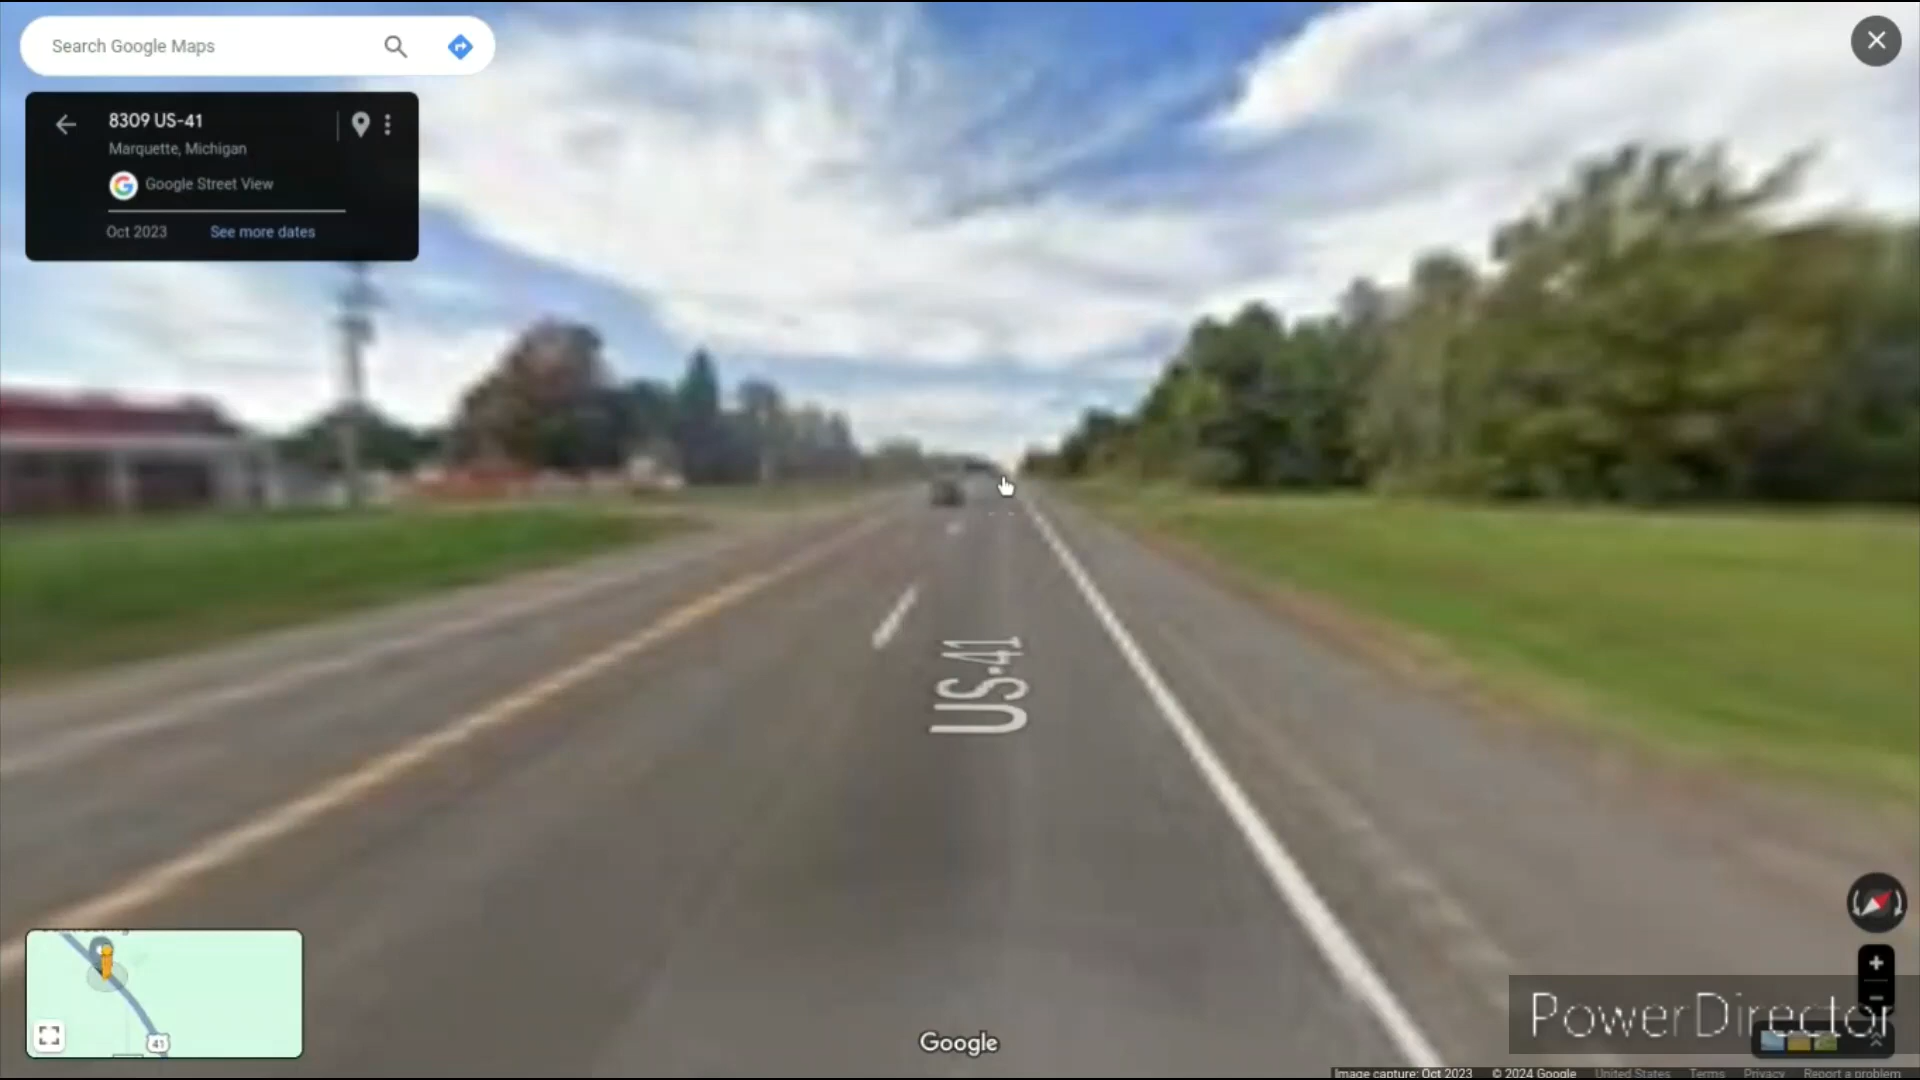 Search Google Maps
8309 US-41
Marquette, Michigan
Google Street View
Oct 2023 See more dates
US-41
41
Google
PowerDirector
Image capture: Oct 2023 © 2024 Google United States Terms Privacy Report a problem